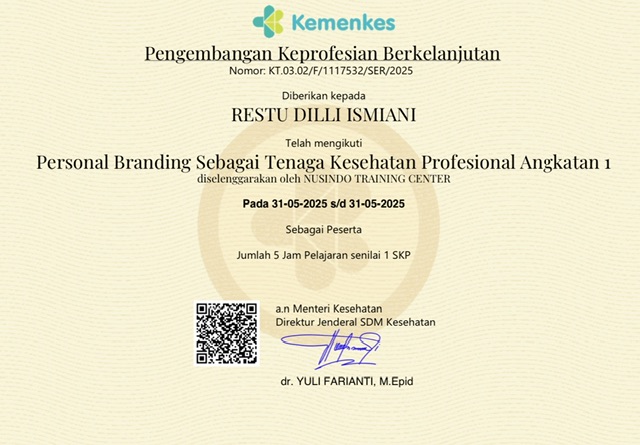 Kemenkes
Pengembangan Keprofesian Berkelanjutan
Nomor: KT.03.02/F/1117532/SER/2025
Diberikan kepada
RESTU DILLI ISMIANI
Telah mengikuti
Personal Branding Sebagai Tenaga Kesehatan Profesional Angkatan 1
diselenggarakan oleh NUSINDO TRAINING CENTER
Pada 31-05-2025 s/d 31-05-2025
Sebagai Peserta
Jumlah 5 Jam Pelajaran senilai 1 SKP
a.n Menteri Kesehatan
Direktur Jenderal SDM Kesehatan
dr. YULI FARIANTI, M.Epid